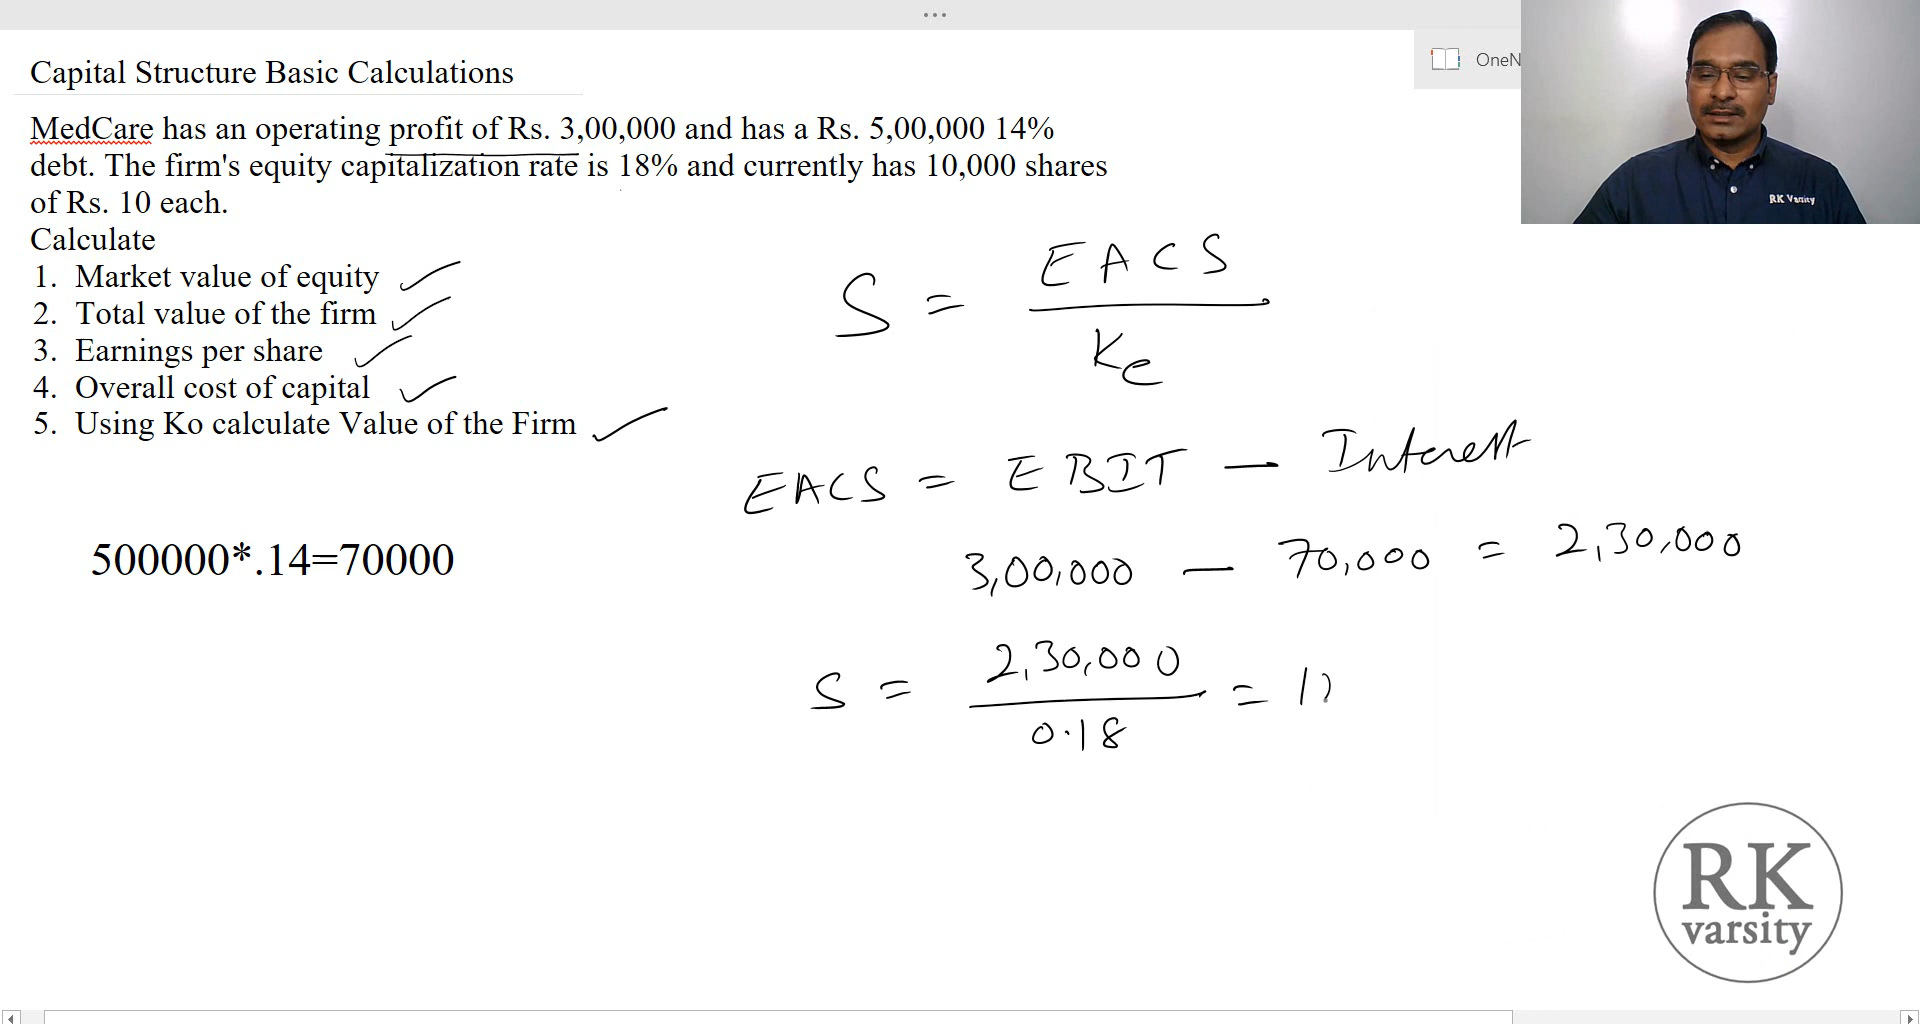 OneN
Capital Structure Basic Calculations
MedCare has an operating profit of Rs. 3,00,000 and has a Rs. 5,00,000 14%
debt. The firm's equity capitalization rate is 18% and currently has 10,000 shares
of Rs. 10 each.
Calculate
1. Market value of equity
2. Total value of the firm
3. Earnings per share
4. Overall cost of capital
5. Using Ko calculate Value of the Firm
500000*.14=70000
S = EACS
Ke
EACS = EBIT - Interest
3,00,000 - 70,000 = 2,30,000
S = 2,30,000
0.18
= 1
RK Varsity
RK
varsity